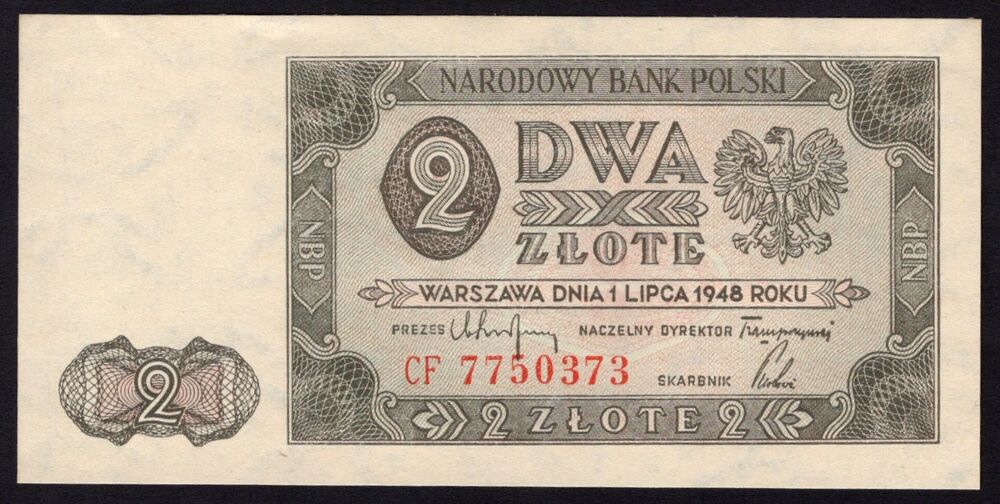 NARODOWY BANK POLSKI
2 DWA
ZŁOTE
NBP
NBP
WARSZAWA DNIA 1 LIPCA 1948 ROKU
PREZES NACZELNY DYREKTOR
CF 7750373 SKARBNIK
2
2 ZŁOTE 2